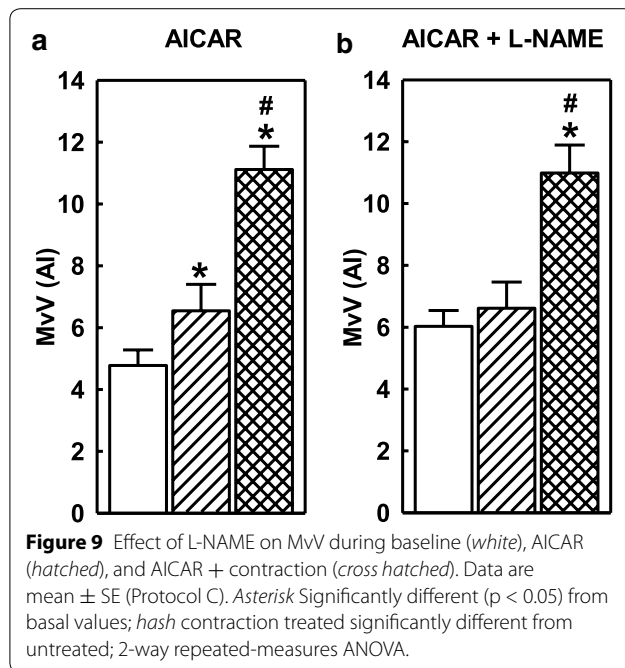 a AICAR
b AICAR + L-NAME
MvV (AI)
14
12
10
8
6
4
2
0
*
#
*
MvV (AI)
14
12
10
8
6
4
2
0
#
*
Figure 9 Effect of L-NAME on MvV during baseline (white), AICAR
(hatched), and AICAR + contraction (cross hatched). Data are
mean ± SE (Protocol C). Asterisk Significantly different (p < 0.05) from
basal values; hash contraction treated significantly different from
untreated; 2-way repeated-measures ANOVA.